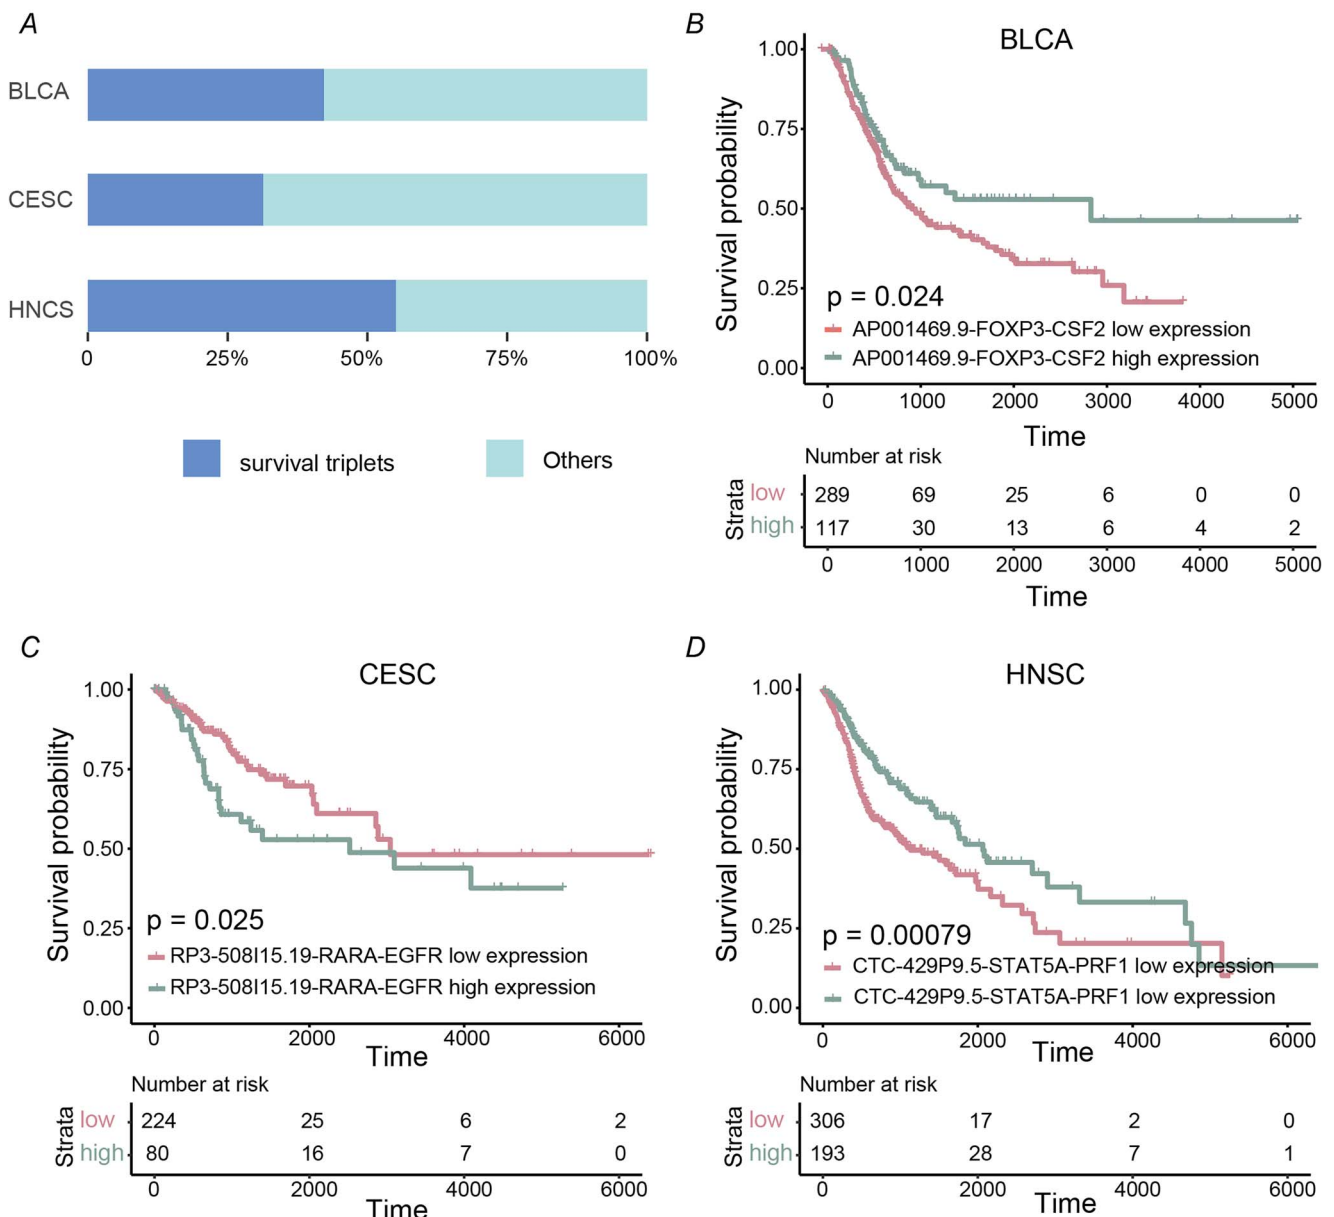 A
BLCA
CESC
HNCS
0 25% 50% 75% 100%
survival triplets Others
B
BLCA
Survival probability
1.00
0.75
0.50
0.25
0.00
p = 0.024
AP001469.9-FOXP3-CSF2 low expression
AP001469.9-FOXP3-CSF2 high expression
0 1000 2000 3000 4000 5000
Time
Number at risk
Strata
low 289 69 25 6 0 0
high 117 30 13 6 4 2
0 1000 2000 3000 4000 5000
Time
C
CESC
Survival probability
1.00
0.75
0.50
0.25
0.00
p = 0.025
RP3-508I15.19-RARA-EGFR low expression
RP3-508I15.19-RARA-EGFR high expression
0 2000 4000 6000
Time
Number at risk
Strata
low 224 25 6 2
high 80 16 7 0
0 2000 4000 6000
Time
D
HNSC
Survival probability
1.00
0.75
0.50
0.25
0.00
p = 0.00079
CTC-429P9.5-STAT5A-PRF1 low expression
CTC-429P9.5-STAT5A-PRF1 low expression
0 2000 4000 6000
Time
Number at risk
Strata
low 306 17 2 0
high 193 28 7 1
0 2000 4000 6000
Time